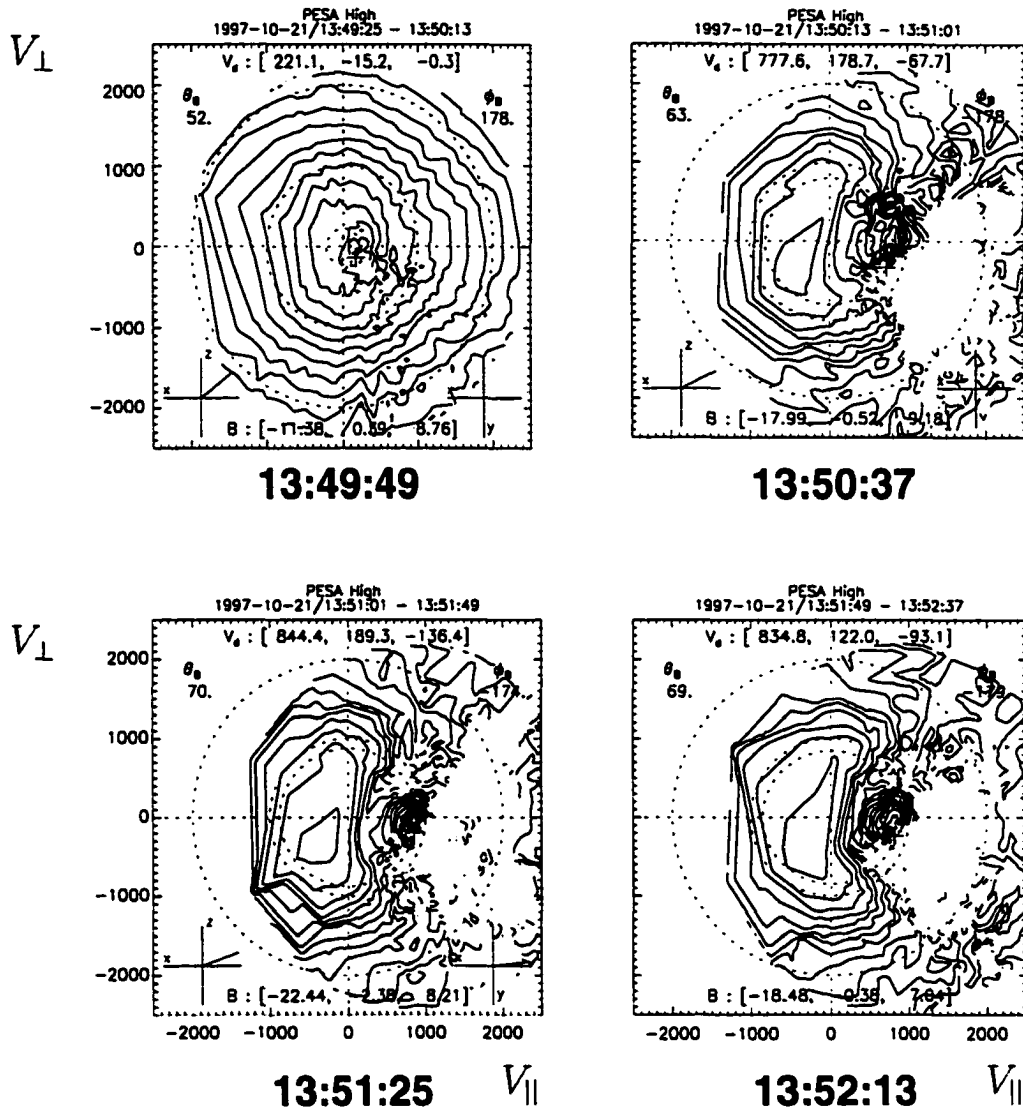 PESA High
1997-10-21/13:49:25 - 13:50:13
V⊥
V_d : [ 221.1, -15.2, -0.3]
2000
θ_B
52.
φ_B
178.
1000
0
-1000
-2000
z
x
y
B : [-11.38, 0.89, 8.76]
13:49:49
PESA High
1997-10-21/13:50:13 - 13:51:01
V_d : [ 777.6, 178.7, -67.7]
θ_B
63.
φ_B
178
z
x
B : [-17.99, -0.52, 9.18]
13:50:37
PESA High
1997-10-21/13:51:01 - 13:51:49
V⊥
V_d : [ 844.4, 189.3, -136.4]
2000
θ_B
70.
-174.
1000
0
-1000
-2000
z
x
y
B : [-22.44, -2.38, 8.21]
-2000 -1000 0 1000 2000
13:51:25
V||
PESA High
1997-10-21/13:51:49 - 13:52:37
V_d : [ 834.8, 122.0, -93.1]
θ_B
69.
φ_B
179
B : [-18.48, 0.38, 7.04]
-2000 -1000 0 1000 2000
13:52:13
V||